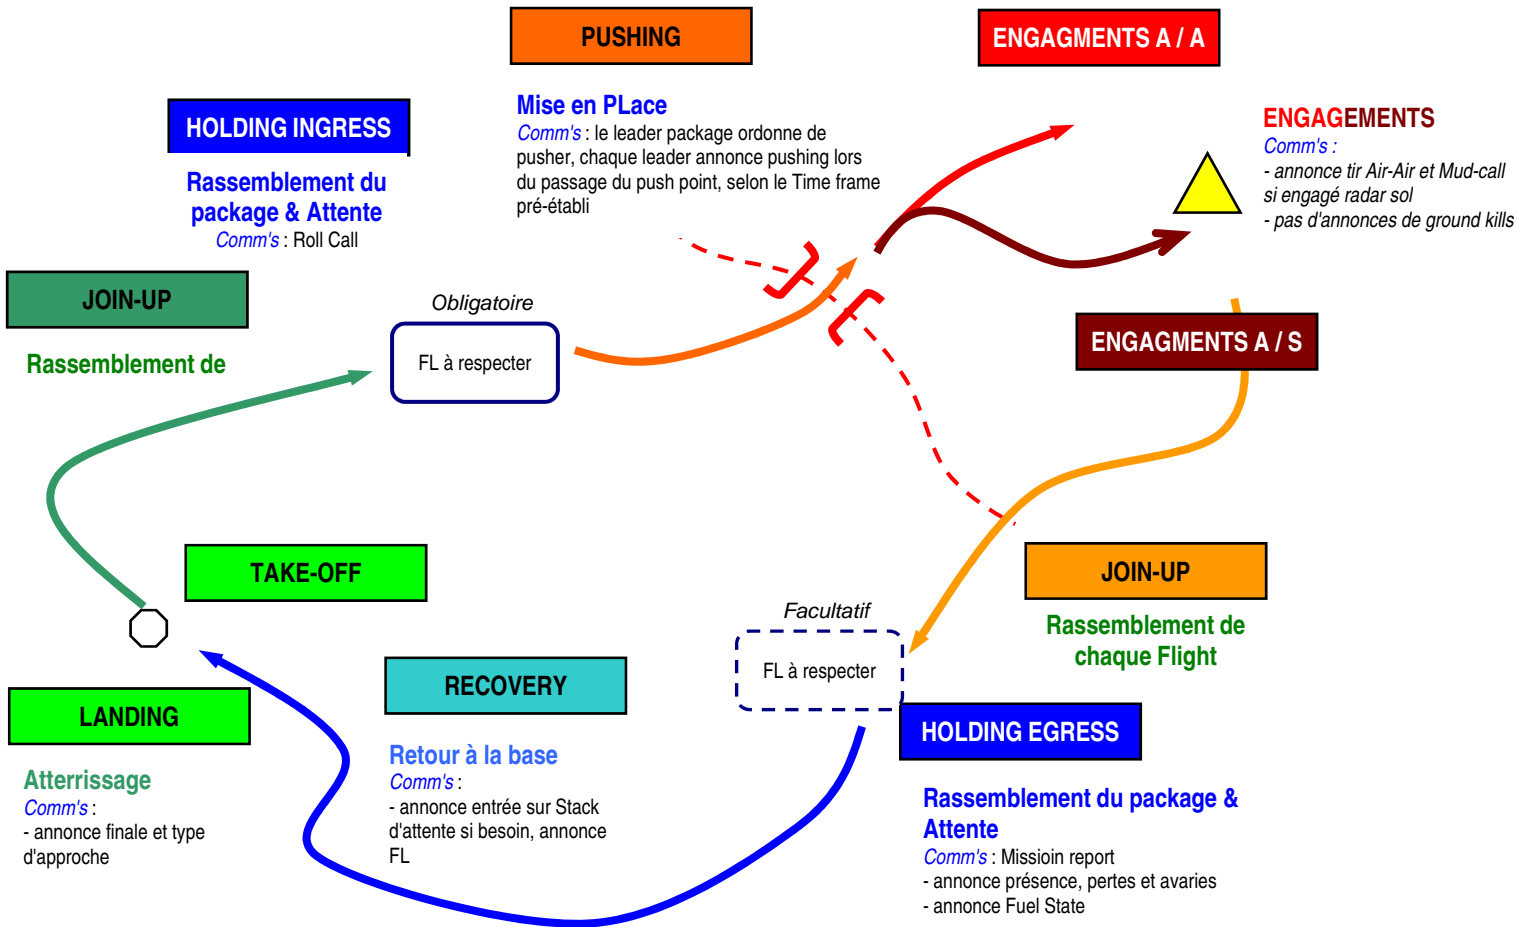 PUSHING
ENGAGMENTS A / A
Mise en PLace
Comm's : le leader package ordonne de
pusher, chaque leader annonce pushing lors
du passage du push point, selon le Time frame
pré-établi
HOLDING INGRESS
Rassemblement du
package & Attente
Comm's : Roll Call
ENGAGEMENTS
Comm's :
- annonce tir Air-Air et Mud-call
si engagé radar sol
- pas d'annonces de ground kills
JOIN-UP
Rassemblement de
Obligatoire
FL à respecter
ENGAGMENTS A / S
TAKE-OFF
JOIN-UP
Rassemblement de
chaque Flight
Facultatif
FL à respecter
LANDING
Atterrissage
Comm's :
- annonce finale et type
d'approche
RECOVERY
Retour à la base
Comm's :
- annonce entrée sur Stack
d'attente si besoin, annonce
FL
HOLDING EGRESS
Rassemblement du package &
Attente
Comm's : Missioin report
- annonce présence, pertes et avaries
- annonce Fuel State